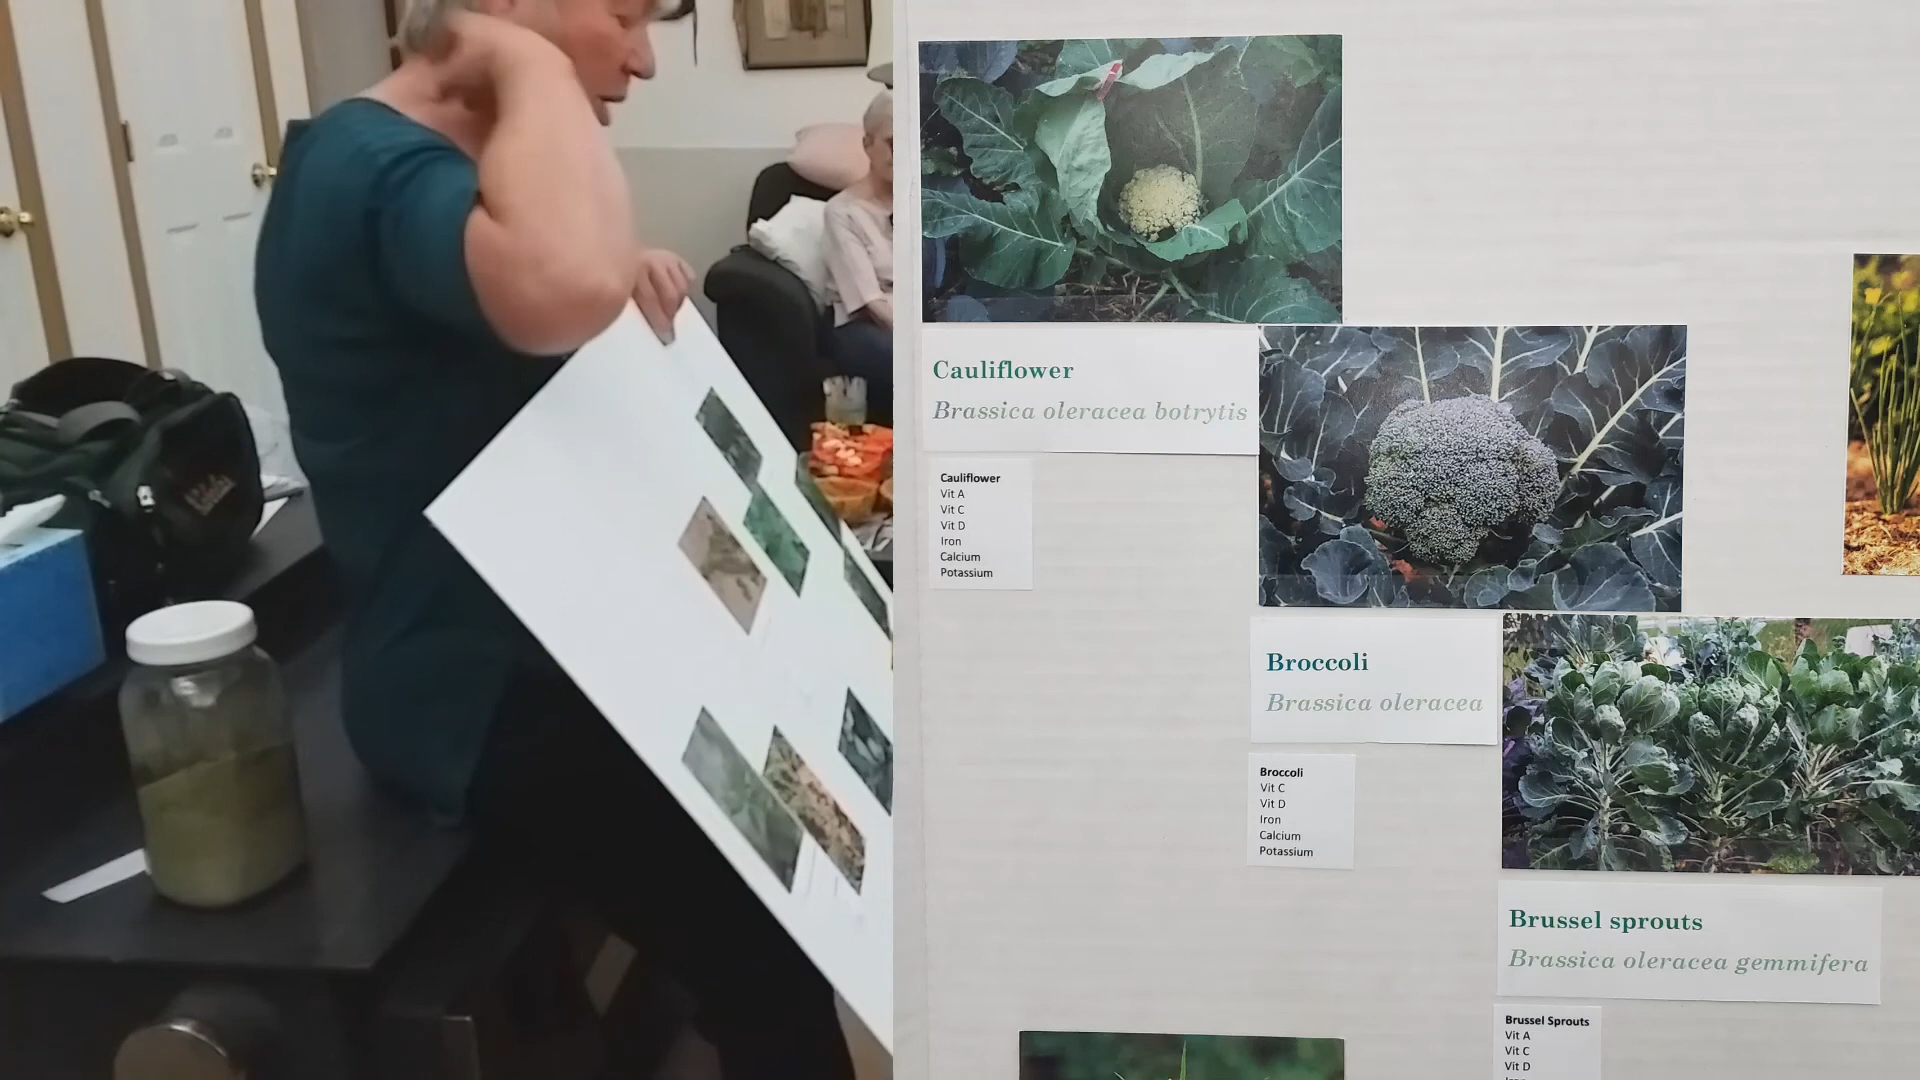 Cauliflower
Brassica oleracea botrytis
Cauliflower
Vit A
Vit C
Vit D
Iron
Calcium
Potassium
Broccoli
Brassica oleracea
Broccoli
Vit C
Vit D
Iron
Calcium
Potassium
Brussel sprouts
Brassica oleracea gemmifera
Brussel Sprouts
Vit A
Vit C
Vit D